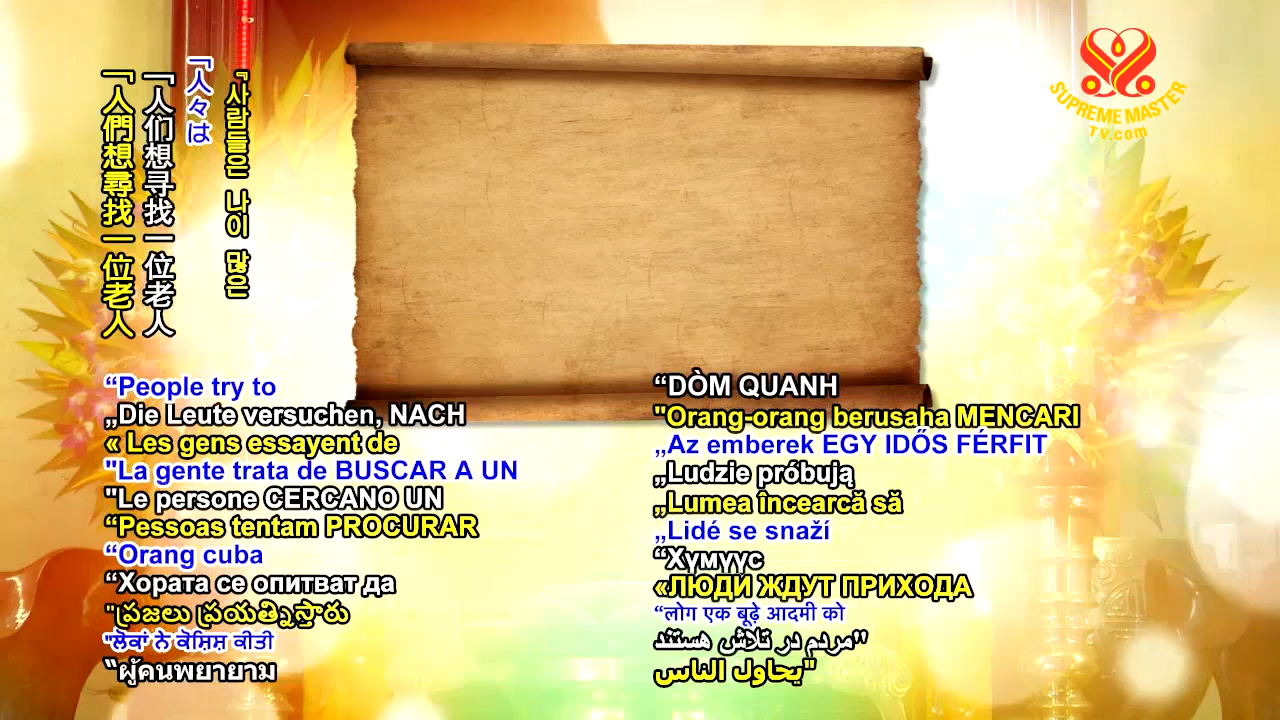 「人們想尋找一位老人
「人们想寻找一位老人
「人々は
『사람들은 나이 많은
SUPREME MASTER
TV.com
“People try to
„Die Leute versuchen, NACH
« Les gens essayent de
"La gente trata de BUSCAR A UN
"Le persone CERCANO UN
“Pessoas tentam PROCURAR
“Orang cuba
“Хората се опитват да
"ప్రజలు ప్రయత్నిస్తారు
"ਲੋਕਾਂ ਨੇ ਕੋਸ਼ਿਸ਼ ਕੀਤੀ
“ผู้คนพยายาม
“DÒM QUANH
"Orang-orang berusaha MENCARI
„Az emberek EGY IDŐS FÉRFIT
„Ludzie próbują
„Lumea încearcă să
„Lidé se snaží
“Хүмүүс
«ЛЮДИ ЖДУТ ПРИХОДА
“लोग एक बूढ़े आदमी को
”مردم در تلاش هستند
"يحاول الناس